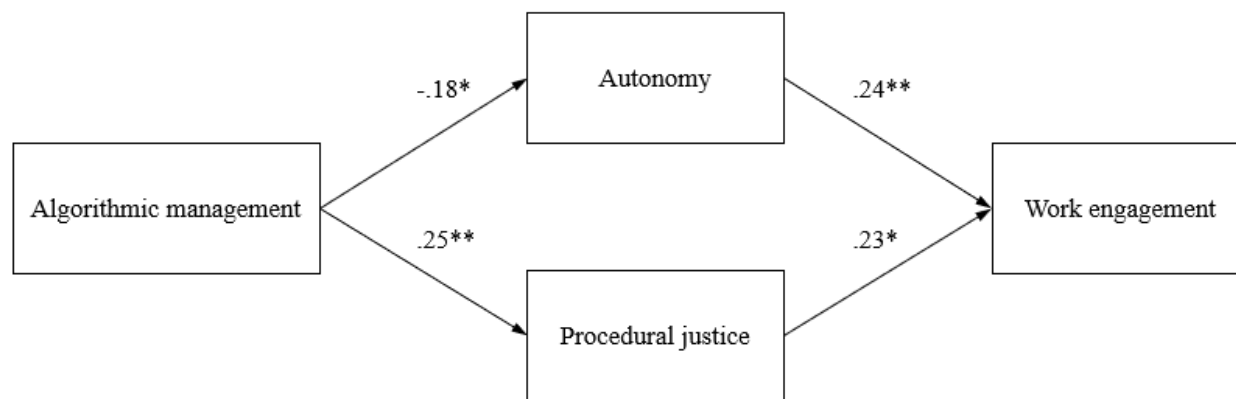 Autonomy
-.18*
.24**
Algorithmic management
Work engagement
.25**
.23*
Procedural justice